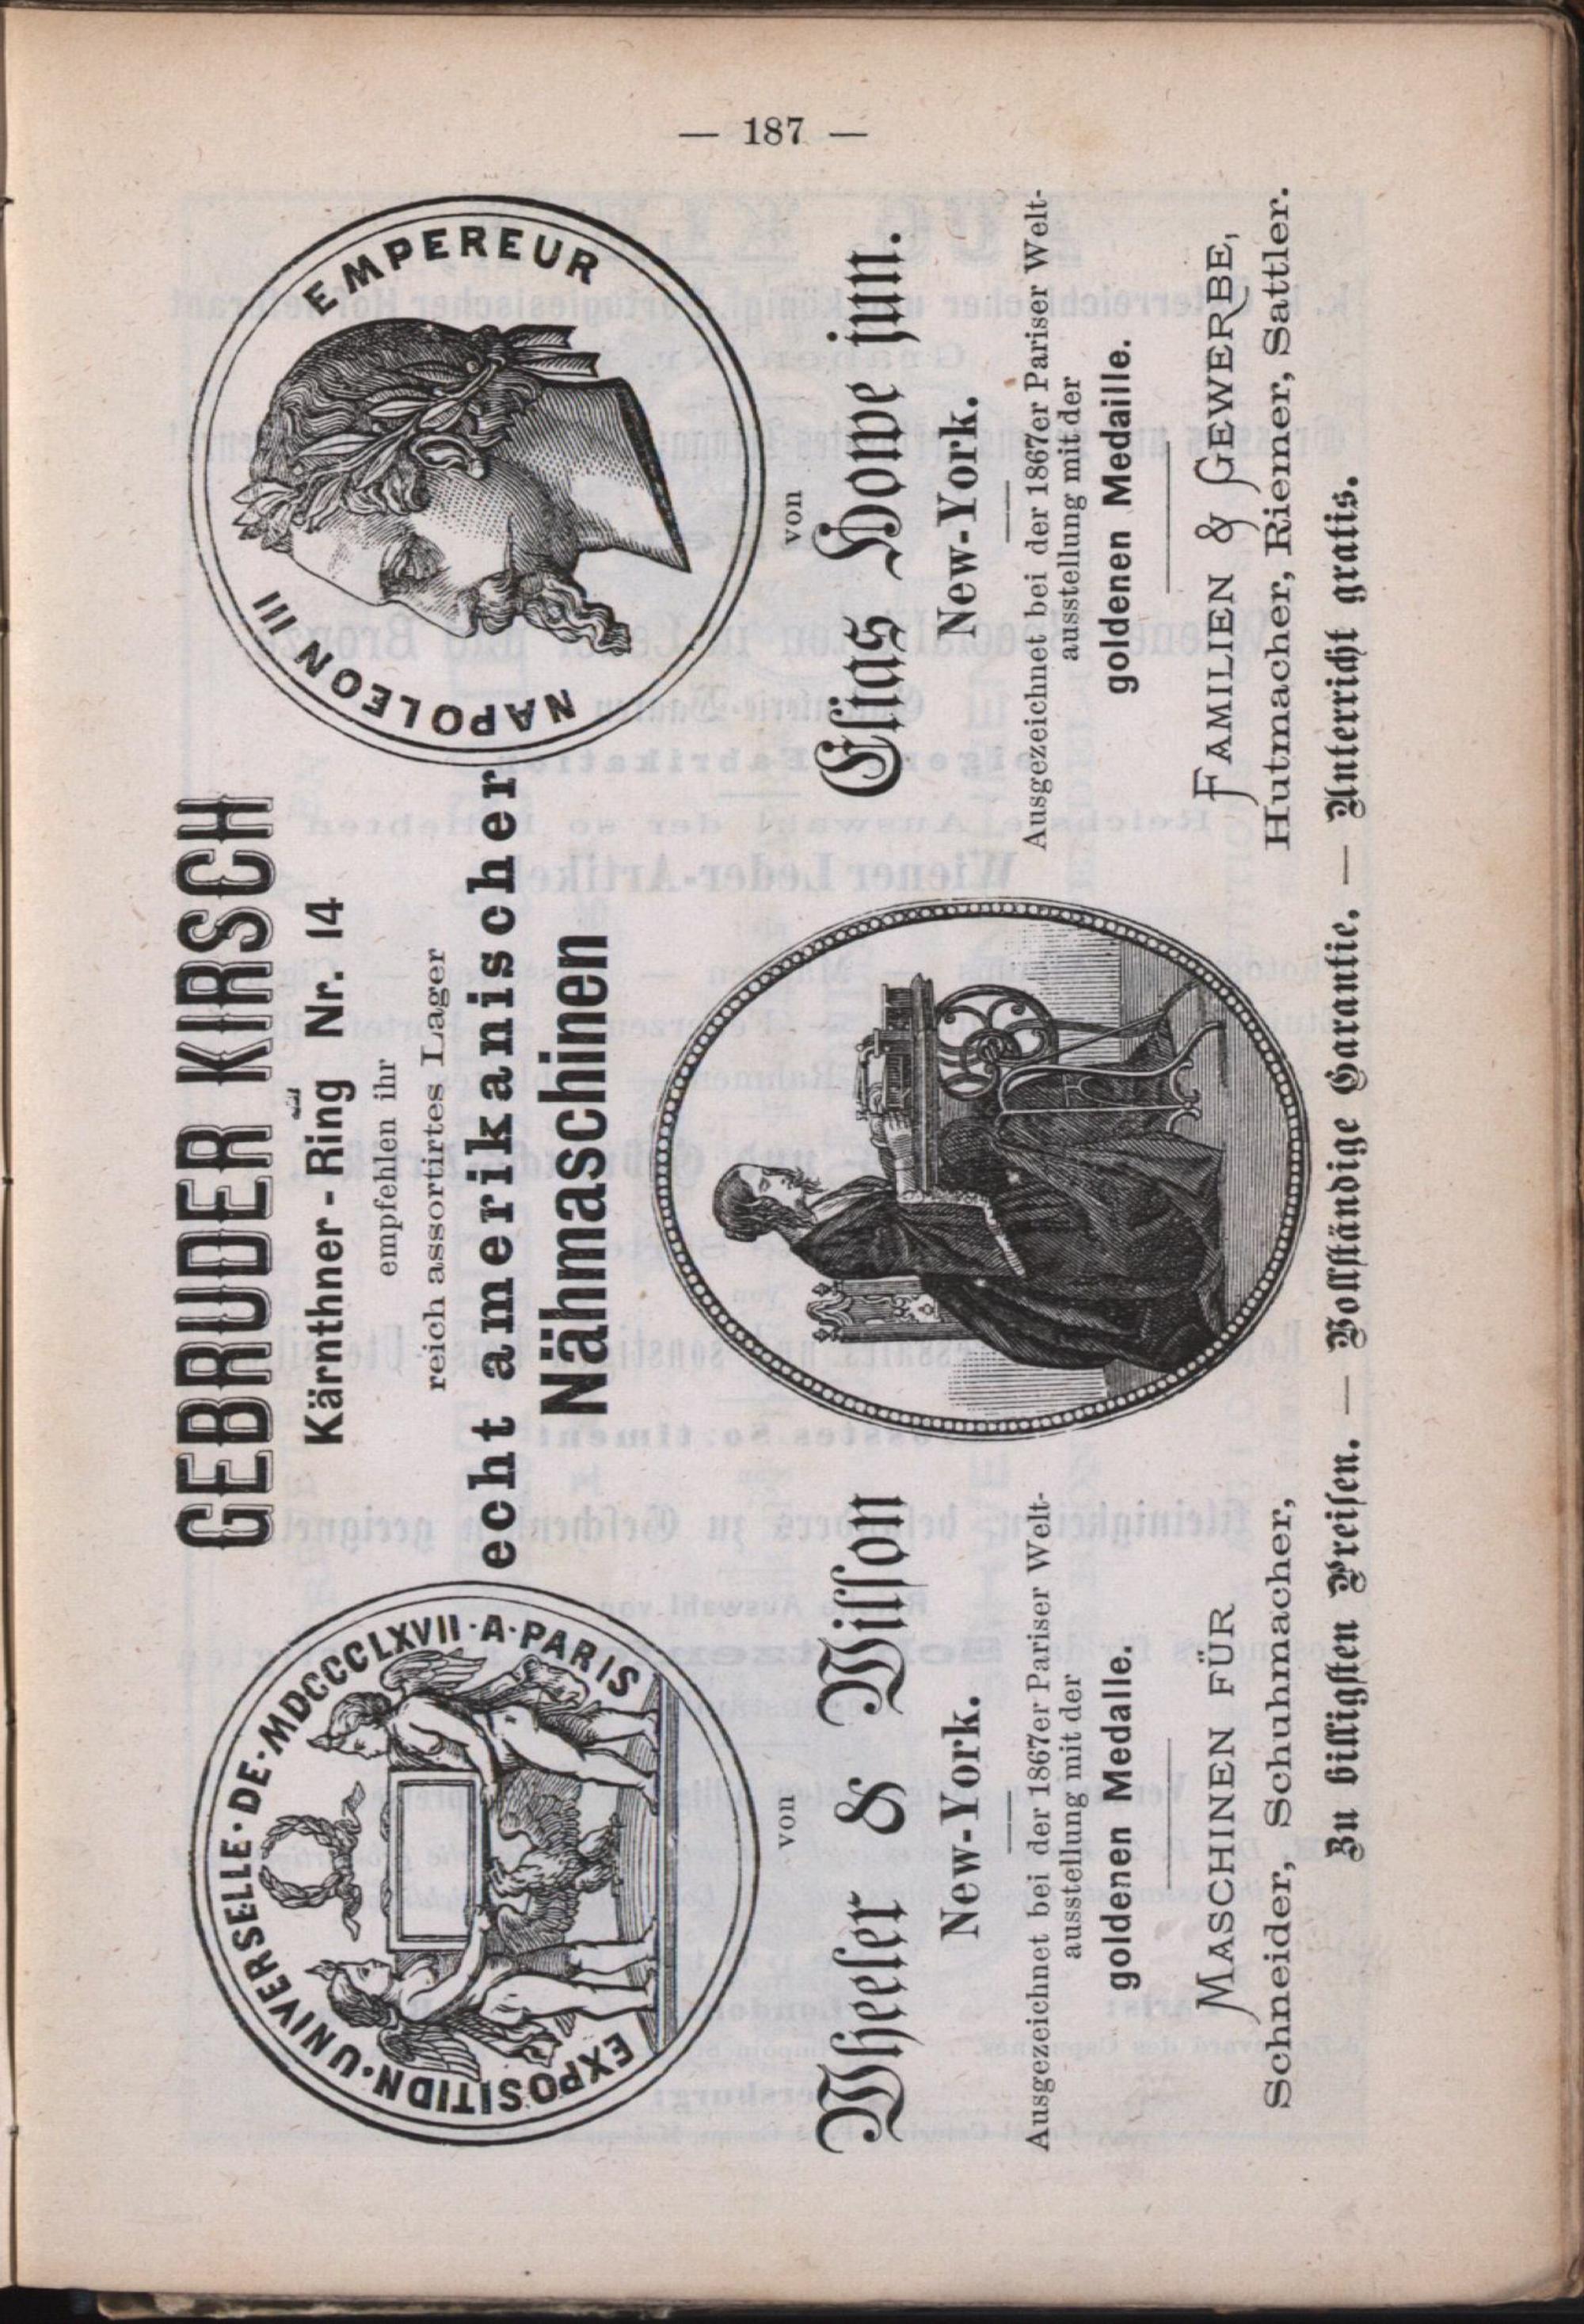 — 187 —
GEBRUDER KIRSCH
Kärnthner-Ring Nr. 14
empfehlen ihr
reich assortirtes Lager
echt amerikanischer
Nähmaschinen
EXPOSITION·UNIVERSELLE·DE·MDCCCLXVII·A·PARIS
NAPOLEON III EMPEREUR
von
Wheeler & Wilson
New-York.
Ausgezeichnet bei der 1867er Pariser Welt-
ausstellung mit der
goldenen Medalle.
MASCHINEN FÜR
Schneider, Schuhmacher,
von
Elias Howe jun.
New-York.
Ausgezeichnet bei der 1867er Pariser Welt-
ausstellung mit der
goldenen Medaille.
FAMILIEN & GEWERBE,
Hutmacher, Riemer, Sattler.
Zu billigsten Preisen. — Vollständige Garantie. — Unterricht gratis.